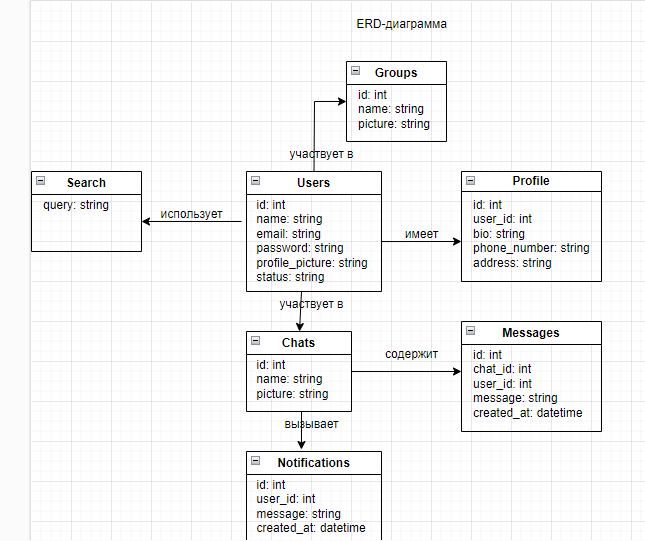 ERD-диаграмма
Groups
id: int
name: string
picture: string
участвует в
Search
query: string
использует
Users
id: int
name: string
email: string
password: string
profile_picture: string
status: string
имеет
Profile
id: int
user_id: int
bio: string
phone_number: string
address: string
участвует в
Chats
id: int
name: string
picture: string
содержит
Messages
id: int
chat_id: int
user_id: int
message: string
created_at: datetime
вызывает
Notifications
id: int
user_id: int
message: string
created_at: datetime